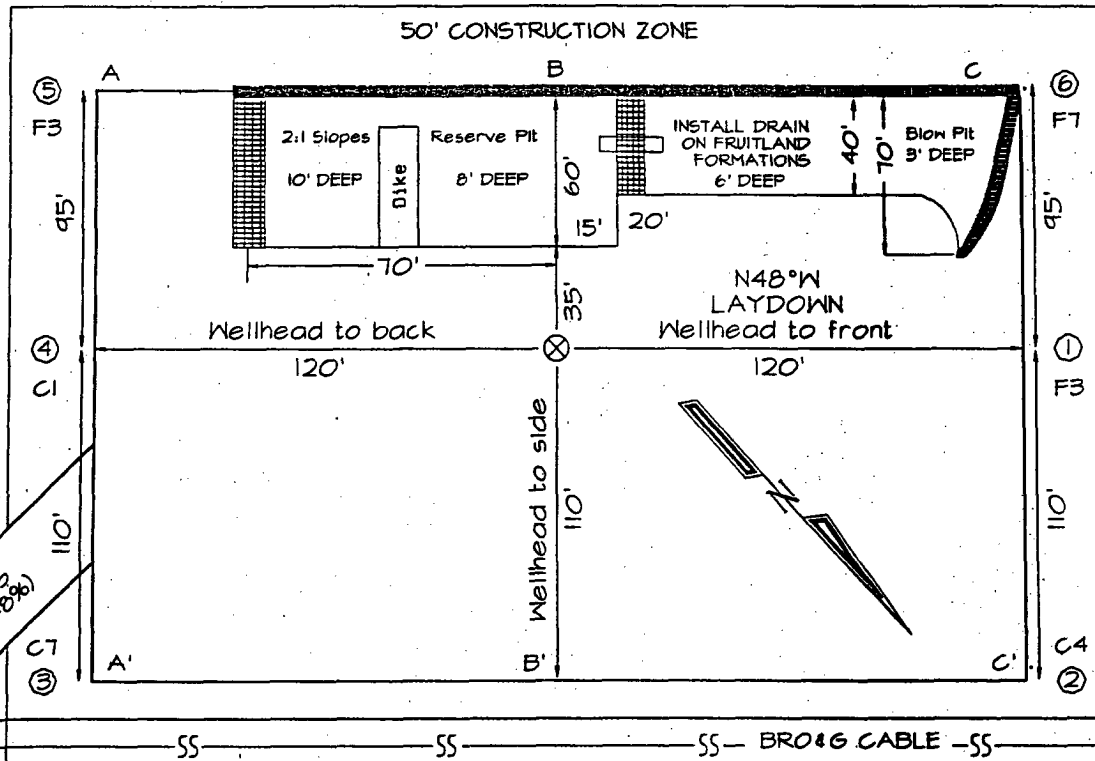 50' CONSTRUCTION ZONE
A
B
C
⑤
⑥
F3
F7
2:1 Slopes
Reserve Pit
10' DEEP
8' DEEP
Dike
60'
INSTALL DRAIN
ON FRUITLAND
FORMATIONS
6' DEEP
40'
70'
Blow Pit
3' DEEP
95'
95'
15'
20'
70'
35'
N48°W
LAYDOWN
Wellhead to back
Wellhead to front
④
①
120'
120'
C1
F3
Wellhead to side
110'
110'
110'
N
8%)
C7
C4
A'
B'
C'
③
②
SS
SS
SS
BRO&G CABLE
SS